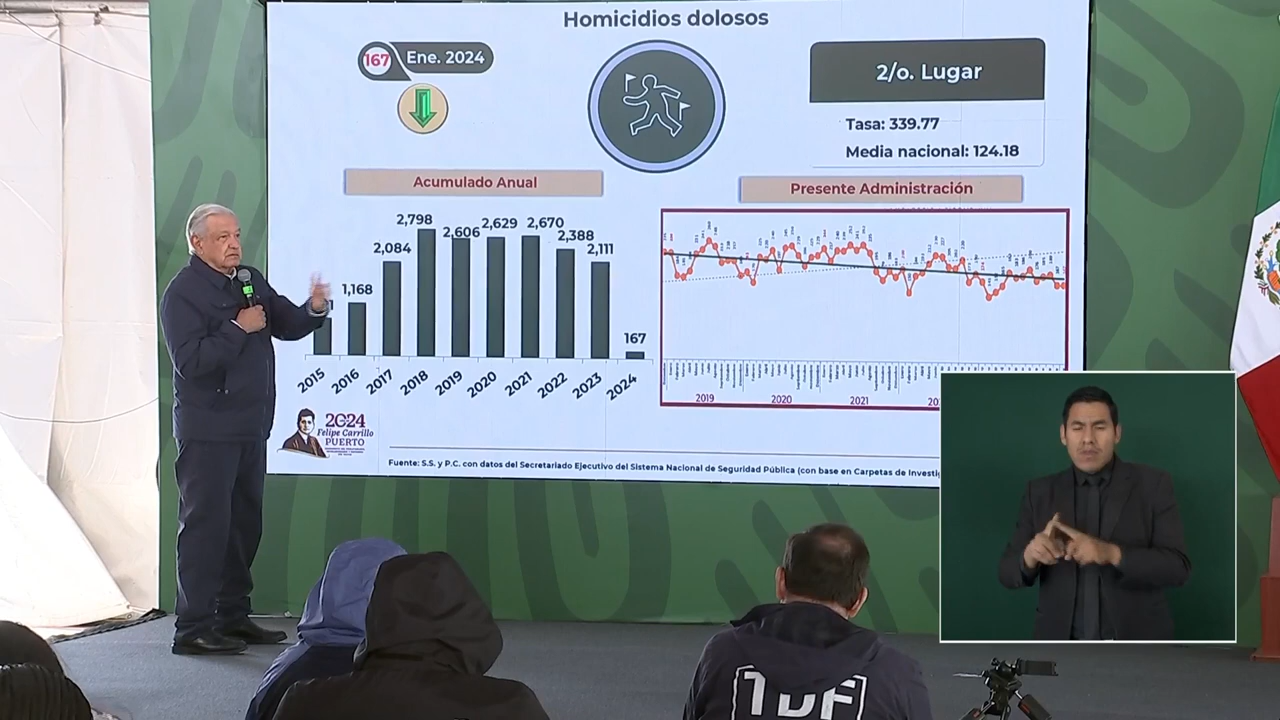 Homicidios dolosos
167 Ene. 2024
2/o. Lugar
Tasa: 339.77
Media nacional: 124.18
Acumulado Anual
Presente Administración
1,168
2,084
2,798
2,606
2,629
2,670
2,388
2,111
167
2015 2016 2017 2018 2019 2020 2021 2022 2023 2024
2019 2020 2021
2024
Felipe Carrillo
PUERTO
Fuente: S.S. y P.C. con datos del Secretariado Ejecutivo del Sistema Nacional de Seguridad Pública (con base en Carpetas de